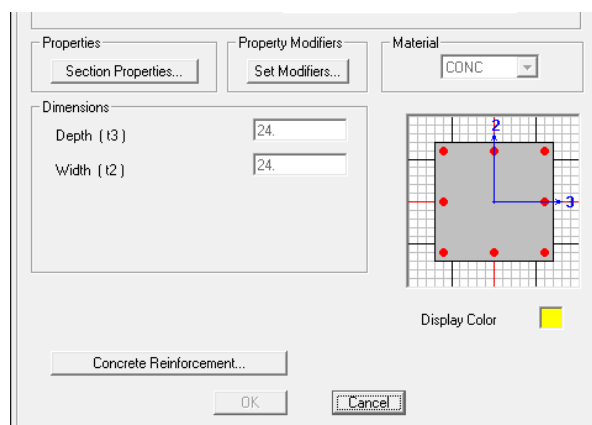 Properties Property Modifiers Material
Section Properties... Set Modifiers... CONC
Dimensions
Depth ( t3 ) 24.
Width ( t2 ) 24.
2
3
Display Color
Concrete Reinforcement...
OK Cancel